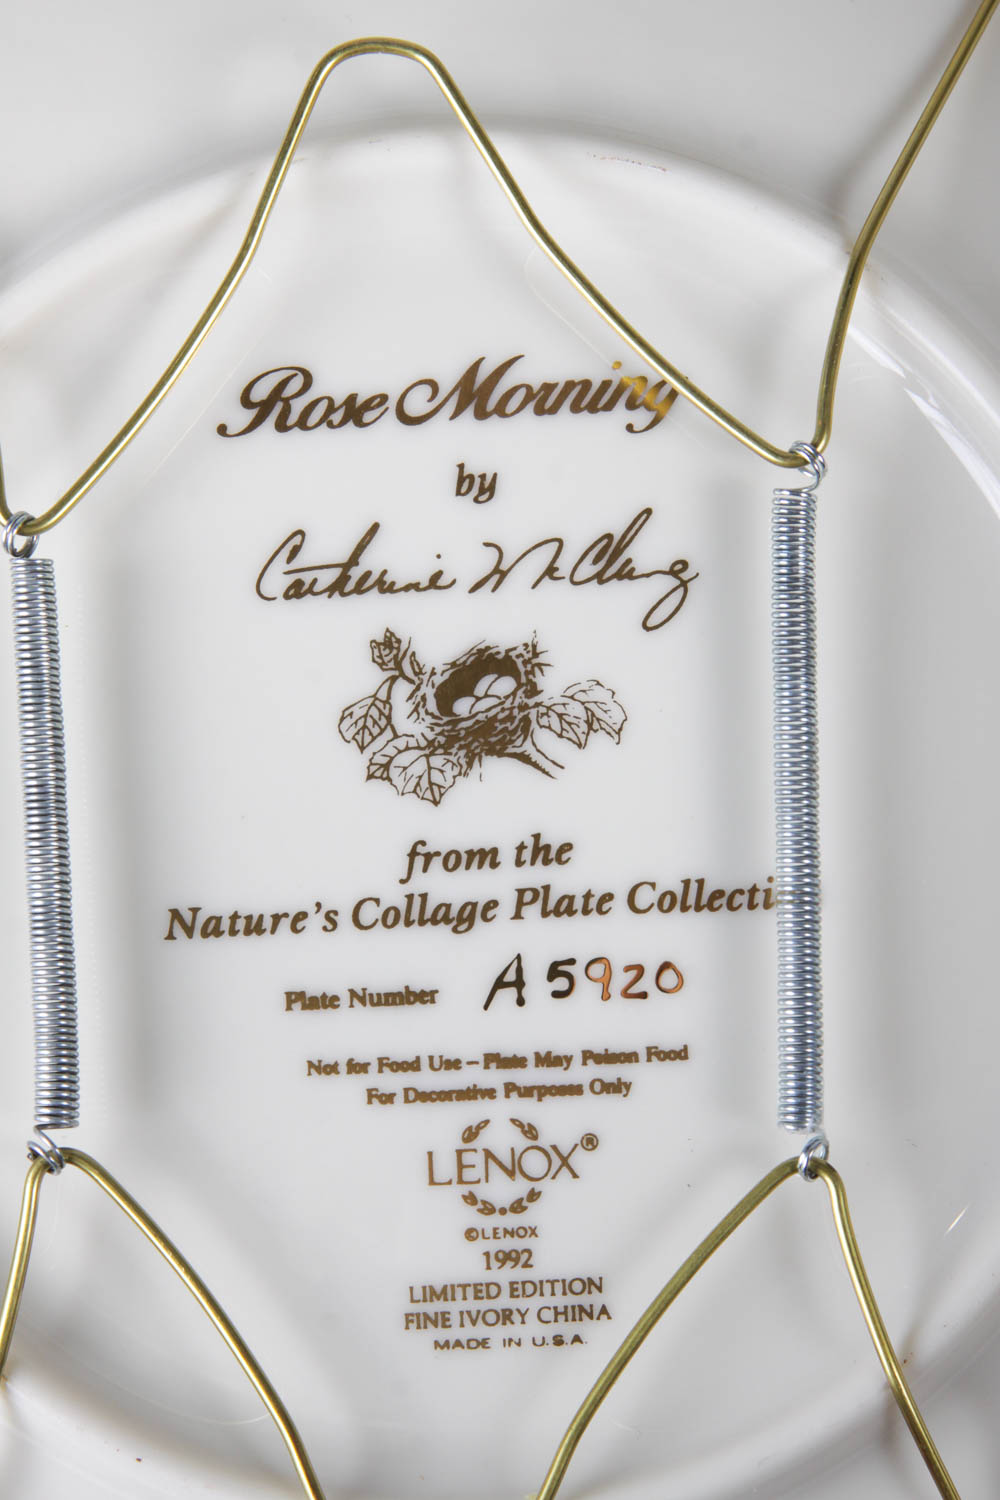 Rose Morning
by
Catherine McClung
from the
Nature's Collage Plate Collecti
Plate Number A5920
Not for Food Use – Plate May Poison Food
For Decorative Purposes Only
LENOX®
©LENOX
1992
LIMITED EDITION
FINE IVORY CHINA
MADE IN U.S.A.